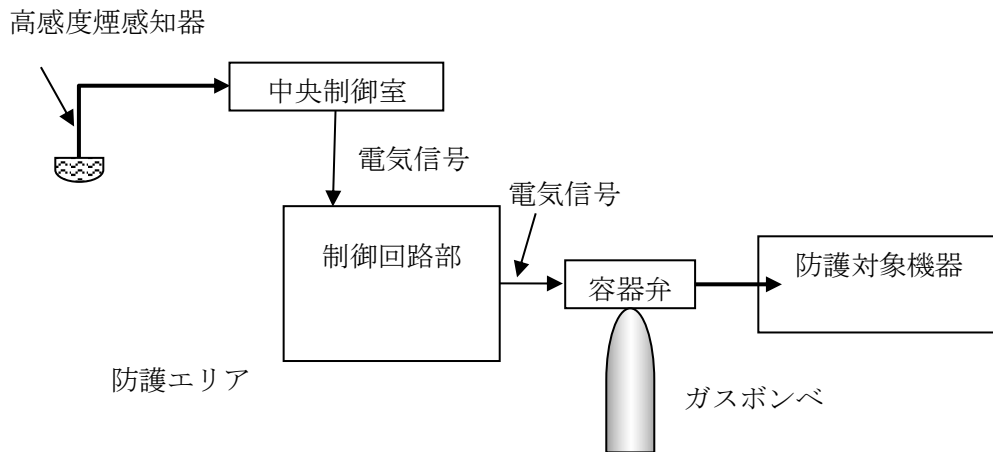 高感度煙感知器
中央制御室
電気信号
電気信号
制御回路部
防護対象機器
容器弁
防護エリア
ガスボンベ